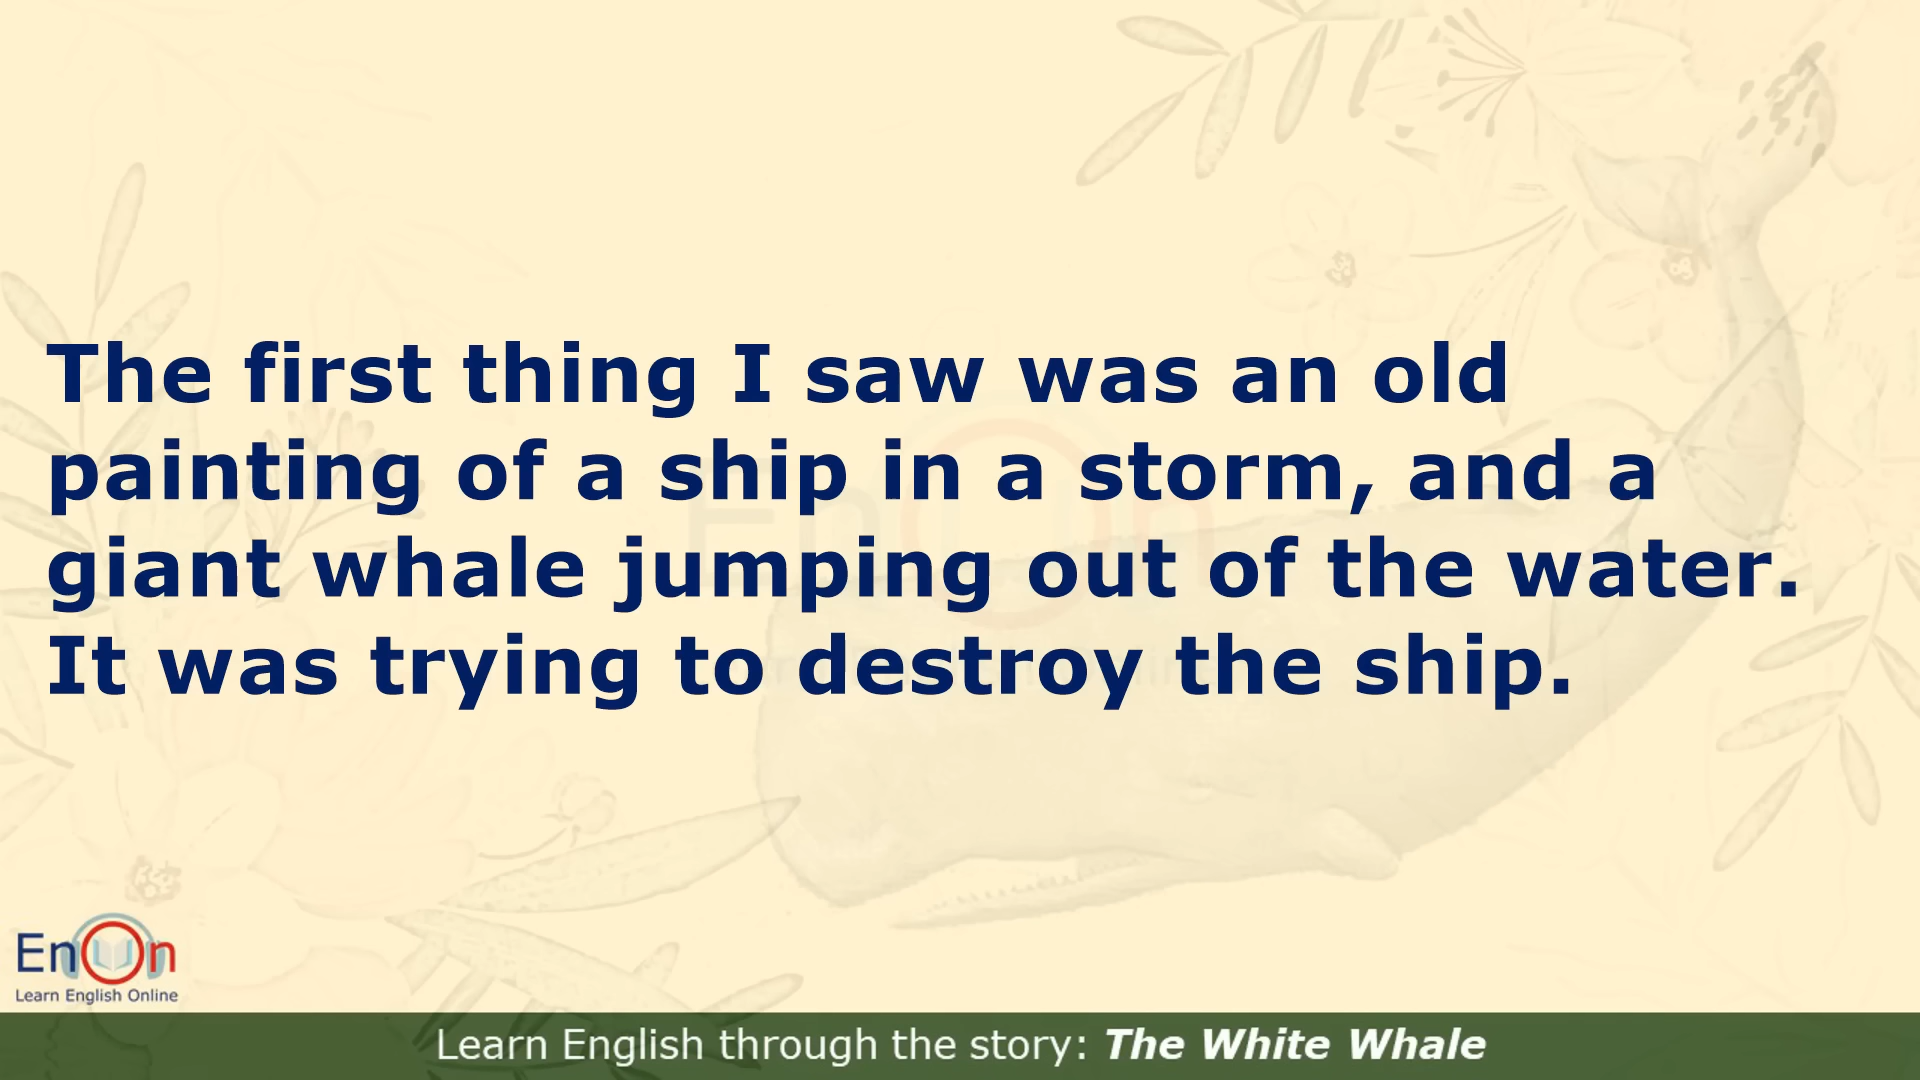 The first thing I saw was an old
painting of a ship in a storm, and a
giant whale jumping out of the water.
It was trying to destroy the ship.
EnOn
Learn English Online
Learn English through the story: The White Whale